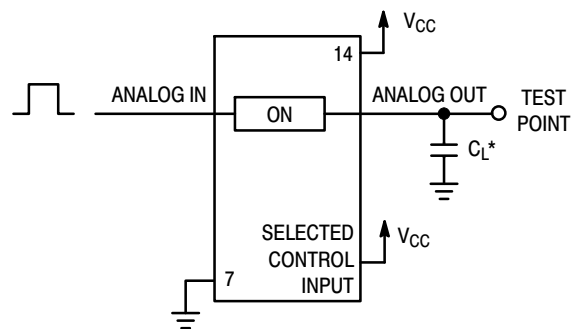 VCC
14
ANALOG IN
ON
ANALOG OUT
TEST
POINT
CL*
SELECTED
CONTROL
INPUT
VCC
7